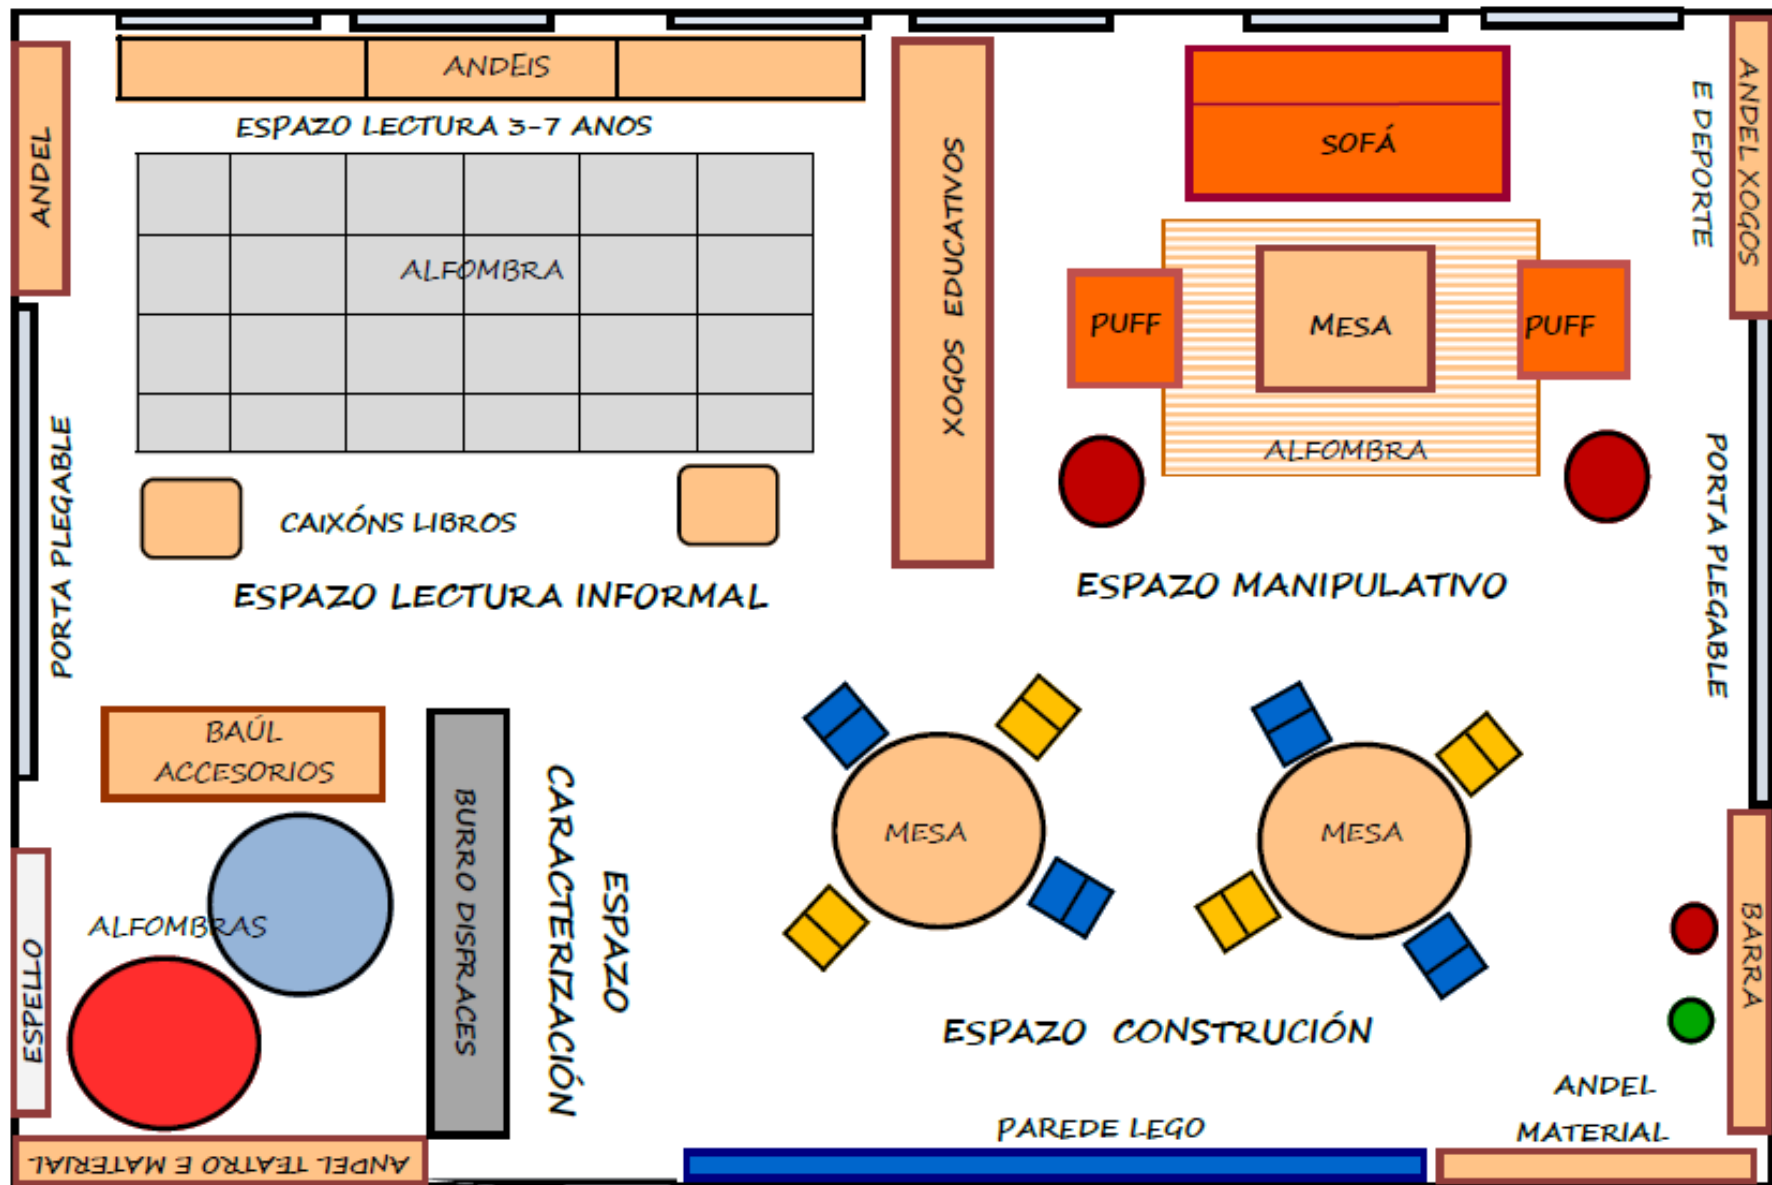 ANDEIS
ESPAZO LECTURA 3-7 ANOS
ANDEL
ALFOMBRA
CAIXÓNS LIBROS
ESPAZO LECTURA INFORMAL
PORTA PLEGABLE
XOGOS EDUCATIVOS
SOFÁ
PUFF
MESA
PUFF
ALFOMBRA
ESPAZO MANIPULATIVO
ANDEL XOGOS
E DEPORTE
PORTA PLEGABLE
BAÚL
ACCESORIOS
ALFOMBRAS
ESPELLO
BURRO DISFRACES
ESPAZO
CARACTERIZACIÓN
ANDEL TEATRO E MATERIAL
MESA
MESA
ESPAZO CONSTRUCIÓN
BARRA
PAREDE LEGO
ANDEL
MATERIAL